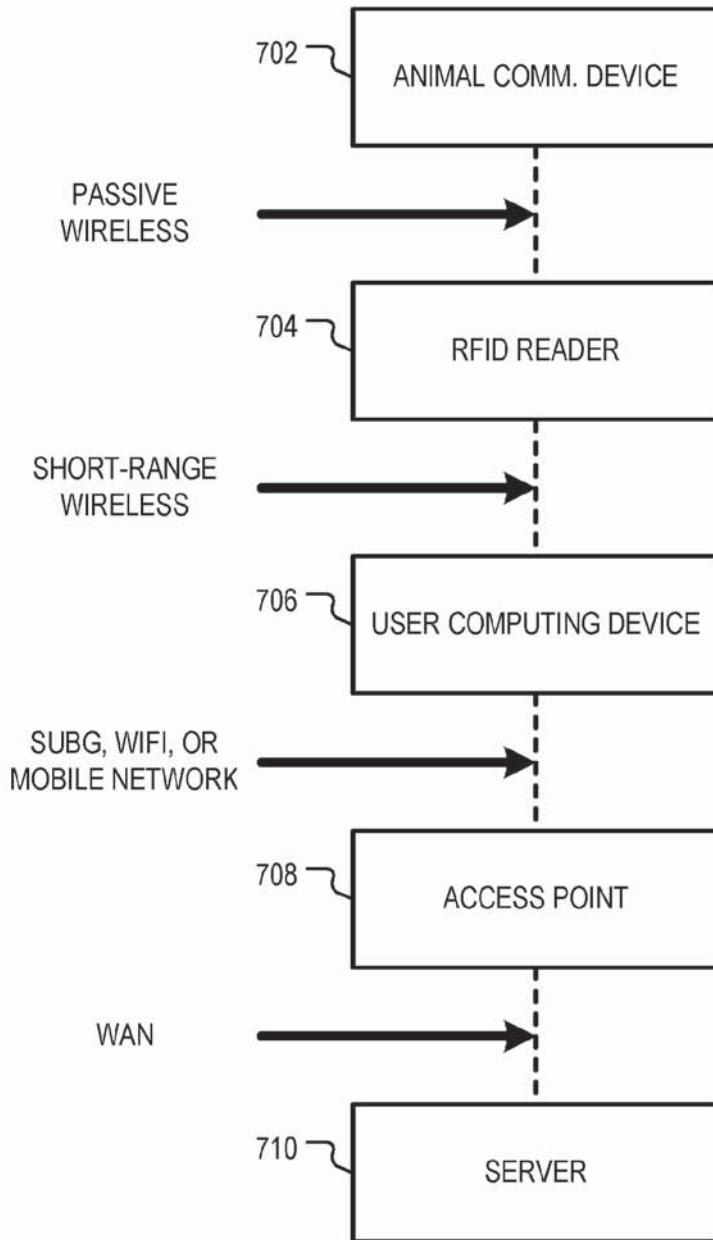 702
ANIMAL COMM. DEVICE
PASSIVE
WIRELESS
704
RFID READER
SHORT-RANGE
WIRELESS
706
USER COMPUTING DEVICE
SUBG, WIFI, OR
MOBILE NETWORK
708
ACCESS POINT
WAN
710
SERVER